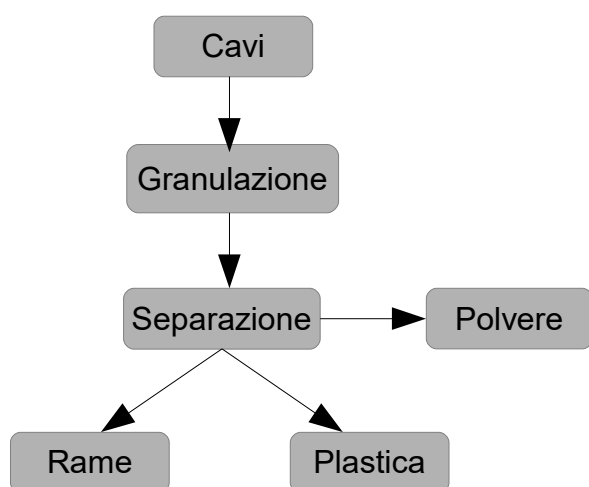 Cavi
Granulazione
Separazione
Polvere
Rame
Plastica